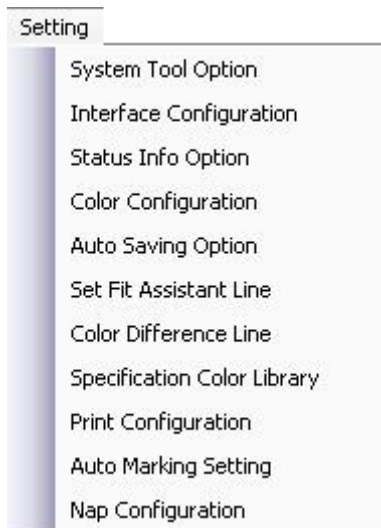 Setting
System Tool Option
Interface Configuration
Status Info Option
Color Configuration
Auto Saving Option
Set Fit Assistant Line
Color Difference Line
Specification Color Library
Print Configuration
Auto Marking Setting
Nap Configuration